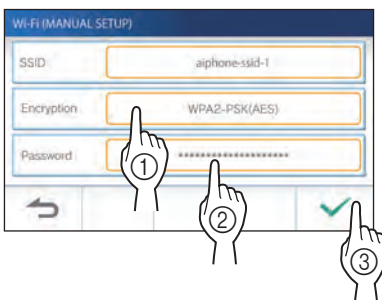 Wi-Fi (MANUAL SETUP)
SSID aiphone-ssid-1
Encryption WPA2-PSK(AES)
Password ********************
①
②
③